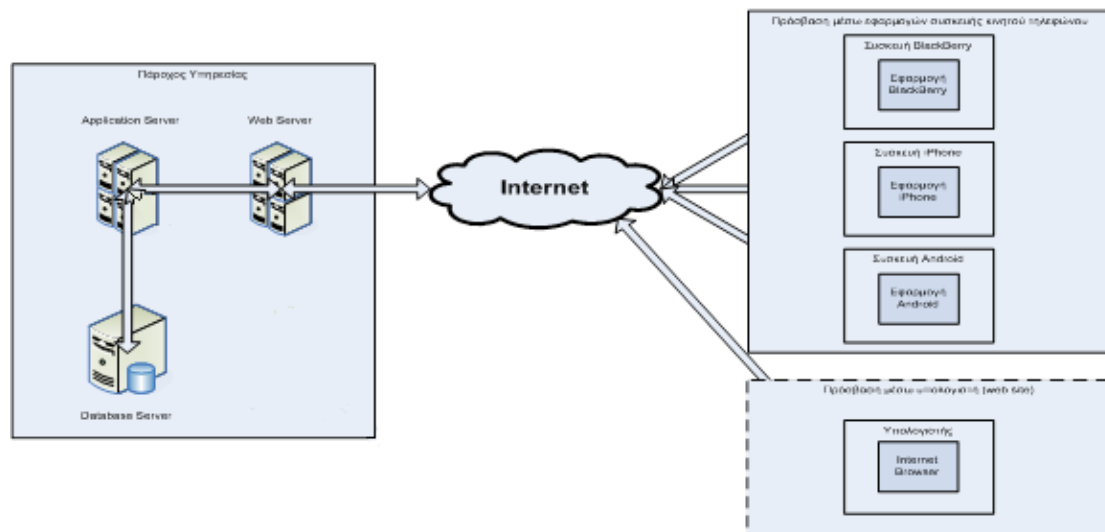 Πάροχος Υπηρεσίας
Application Server
Web Server
Database Server
Internet
Πρόσβαση μέσω εφαρμογών συσκευής κινητού τηλεφώνου
Συσκευή BlackBerry
Εφαρμογή
BlackBerry
Συσκευή iPhone
Εφαρμογή
iPhone
Συσκευή Android
Εφαρμογή
Android
Πρόσβαση μέσω υπολογιστή (web site)
Υπολογιστής
Internet
Browser